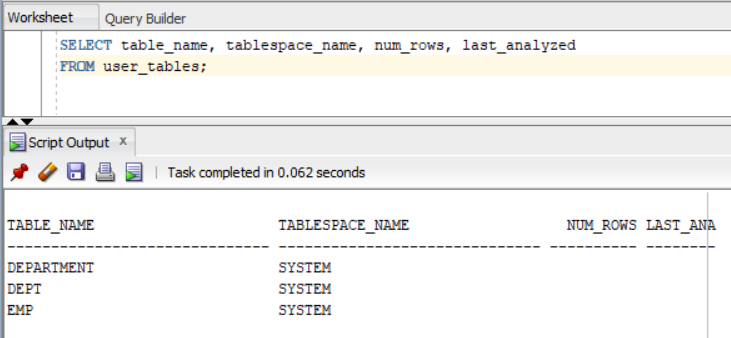 Worksheet Query Builder
SELECT table_name, tablespace_name, num_rows, last_analyzed
FROM user_tables;
Script Output x
Task completed in 0.062 seconds
TABLE_NAME TABLESPACE_NAME NUM_ROWS LAST_ANA
------------------------------ ------------------------------ ---------- --------
DEPARTMENT SYSTEM
DEPT SYSTEM
EMP SYSTEM